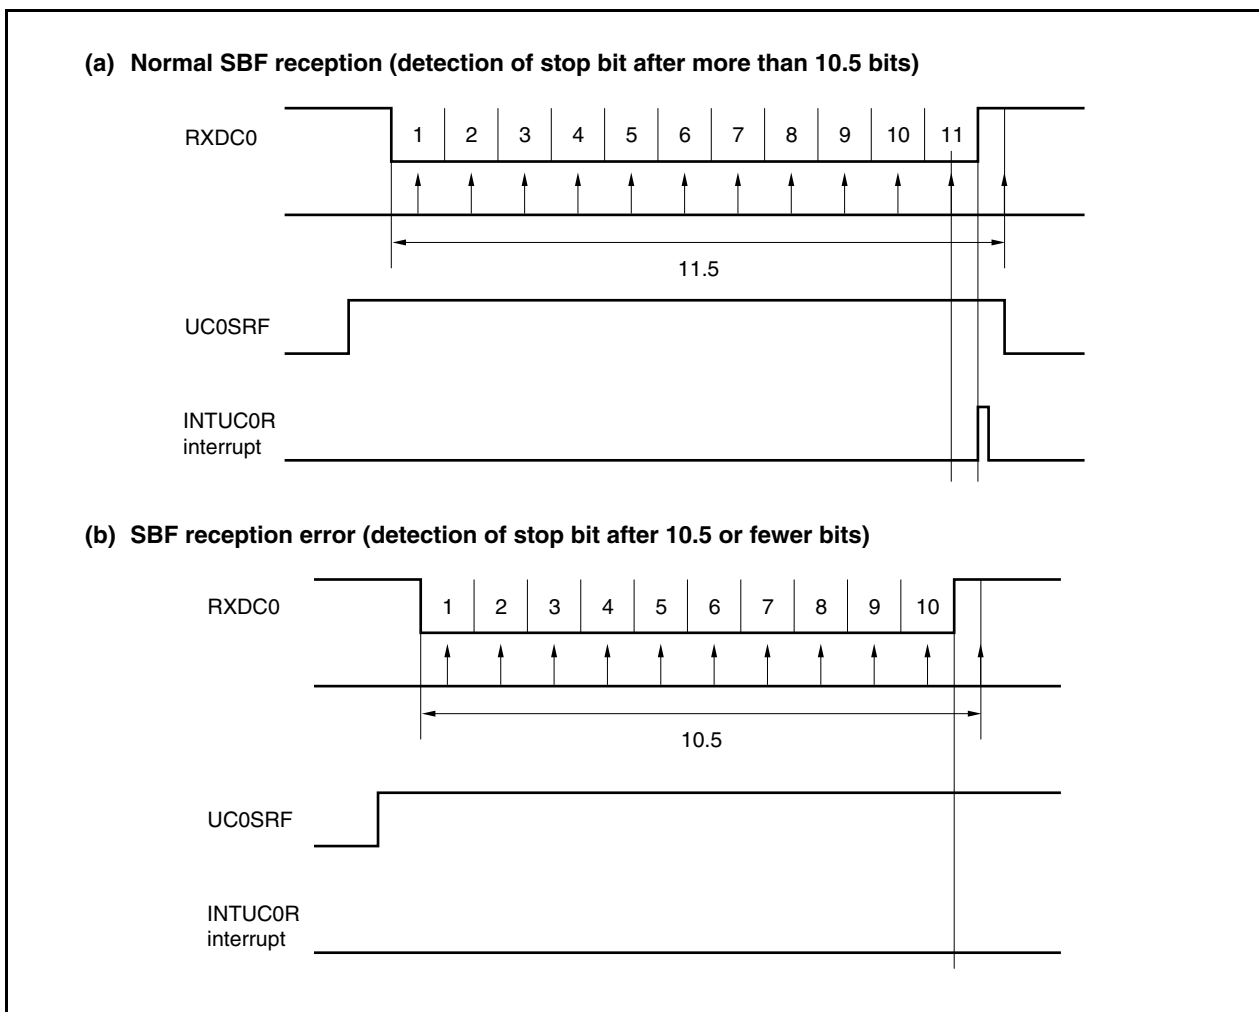 (a) Normal SBF reception (detection of stop bit after more than 10.5 bits)
RXDC0
1 2 3 4 5 6 7 8 9 10 11
11.5
UC0SRF
INTUC0R
interrupt
(b) SBF reception error (detection of stop bit after 10.5 or fewer bits)
RXDC0
1 2 3 4 5 6 7 8 9 10
10.5
UC0SRF
INTUC0R
interrupt